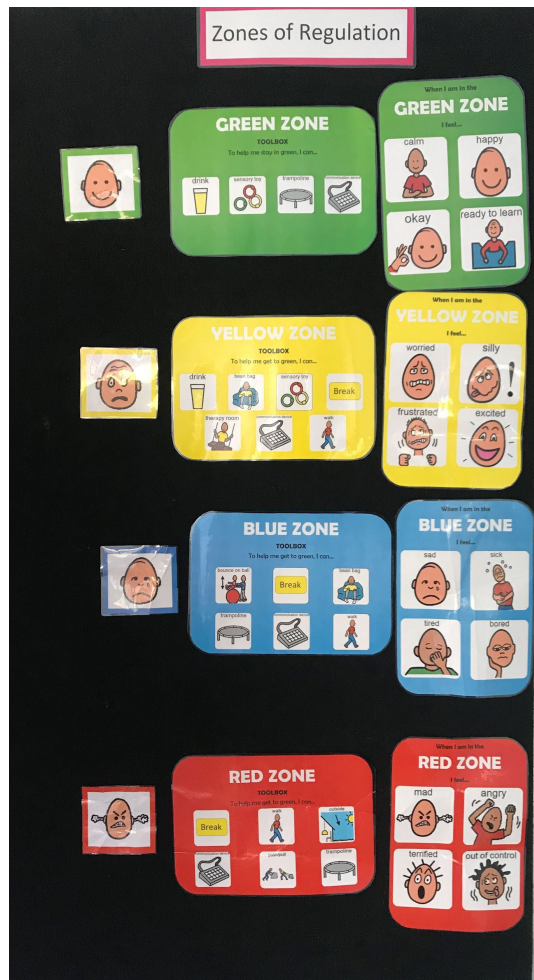 Zones of Regulation
GREEN ZONE
TOOLBOX
To help me stay in green, I can...
drink
sensory toy
trampoline
communication device
When I am in the
GREEN ZONE
I feel...
calm
happy
okay
ready to learn
YELLOW ZONE
TOOLBOX
To help me get to green, I can...
drink
bean bag
sensory toy
Break
therapy room
communication device
walk
When I am in the
YELLOW ZONE
I feel...
worried
silly
frustrated
excited
BLUE ZONE
TOOLBOX
To help me get to green, I can...
bounce on ball
Break
bean bag
trampoline
communication device
walk
When I am in the
BLUE ZONE
I feel...
sad
sick
tired
bored
RED ZONE
TOOLBOX
To help me get to green, I can...
Break
walk
outside
trampoline
When I am in the
RED ZONE
I feel...
mad
angry
terrified
out of control